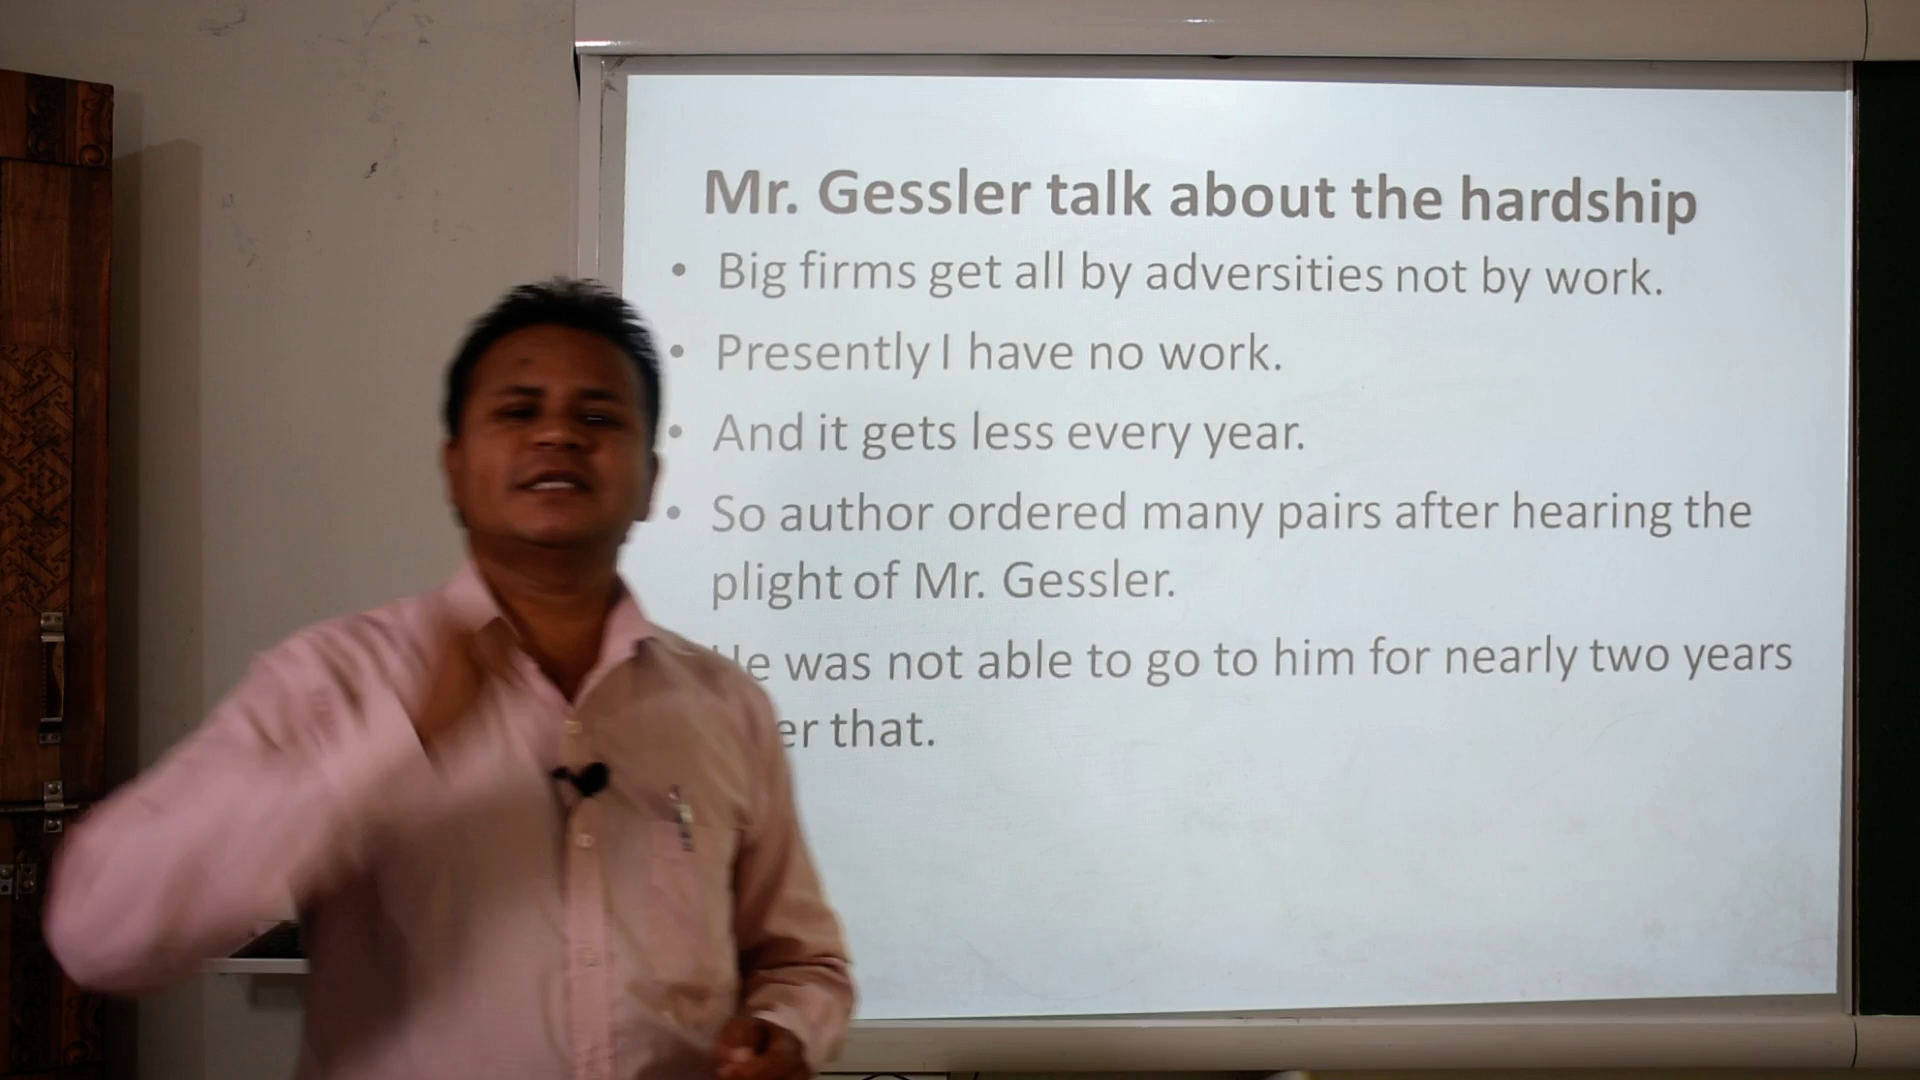 Mr. Gessler talk about the hardship
• Big firms get all by adversities not by work.
• Presently I have no work.
• And it gets less every year.
• So author ordered many pairs after hearing the
plight of Mr. Gessler.
He was not able to go to him for nearly two years
er that.